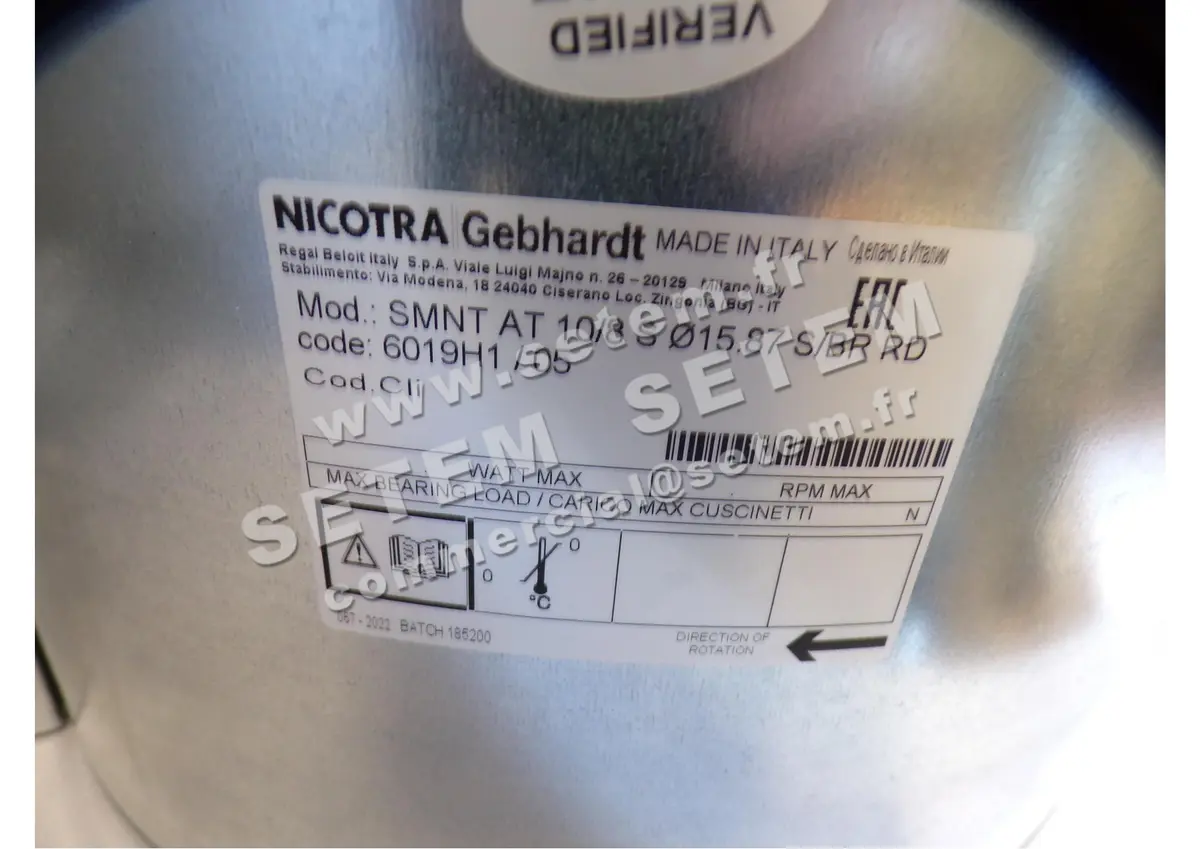 VERIFIED
NICOTRA Gebhardt MADE IN ITALY Сделано в Италии
Regal Beloit Italy S.p.A. Viale Luigi Majno n. 26 – 20129 Milano Italy
Stabilimento: Via Modena, 18 24040 Ciserano Loc. Zingonia (BG) - IT
EAC
Mod.: SMNT AT 10/8 S Ø15.87 S/BR RD
code: 6019H1 /05
Cod.Cli
WATT MAX RPM MAX
MAX BEARING LOAD / CARICO MAX CUSCINETTI N
0 0
°C
2022 BATCH 185200
DIRECTION OF
ROTATION
www.setem.fr
SETEM SETEM
commercial@setem.fr